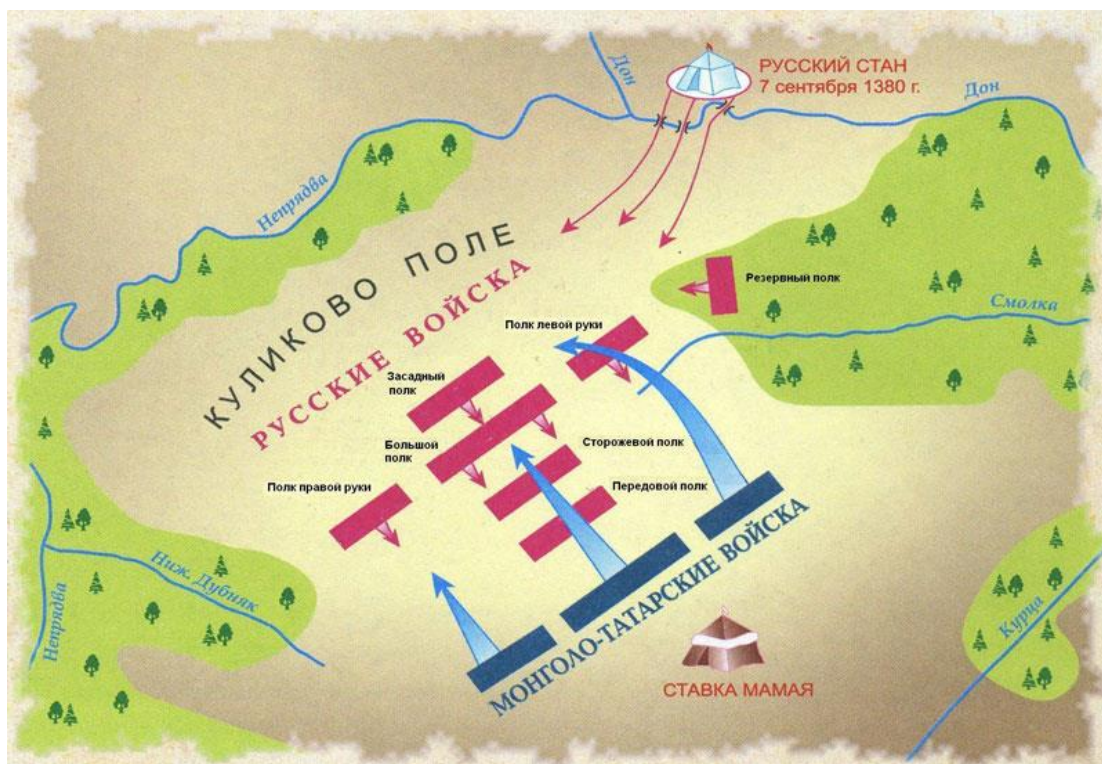 РУССКИЙ СТАН
7 сентября 1380 г.
Дон
Дон
Непрядва
КУЛИКОВО ПОЛЕ
РУССКИЕ ВОЙСКА
Резервный полк
Смолка
Полк левой руки
Засадный
полк
Большой
полк
Сторожевой полк
Полк правой руки
Передовой полк
Ниж. Дубняк
Непрядва
МОНГОЛО-ТАТАРСКИЕ ВОЙСКА
Курца
СТАВКА МАМАЯ